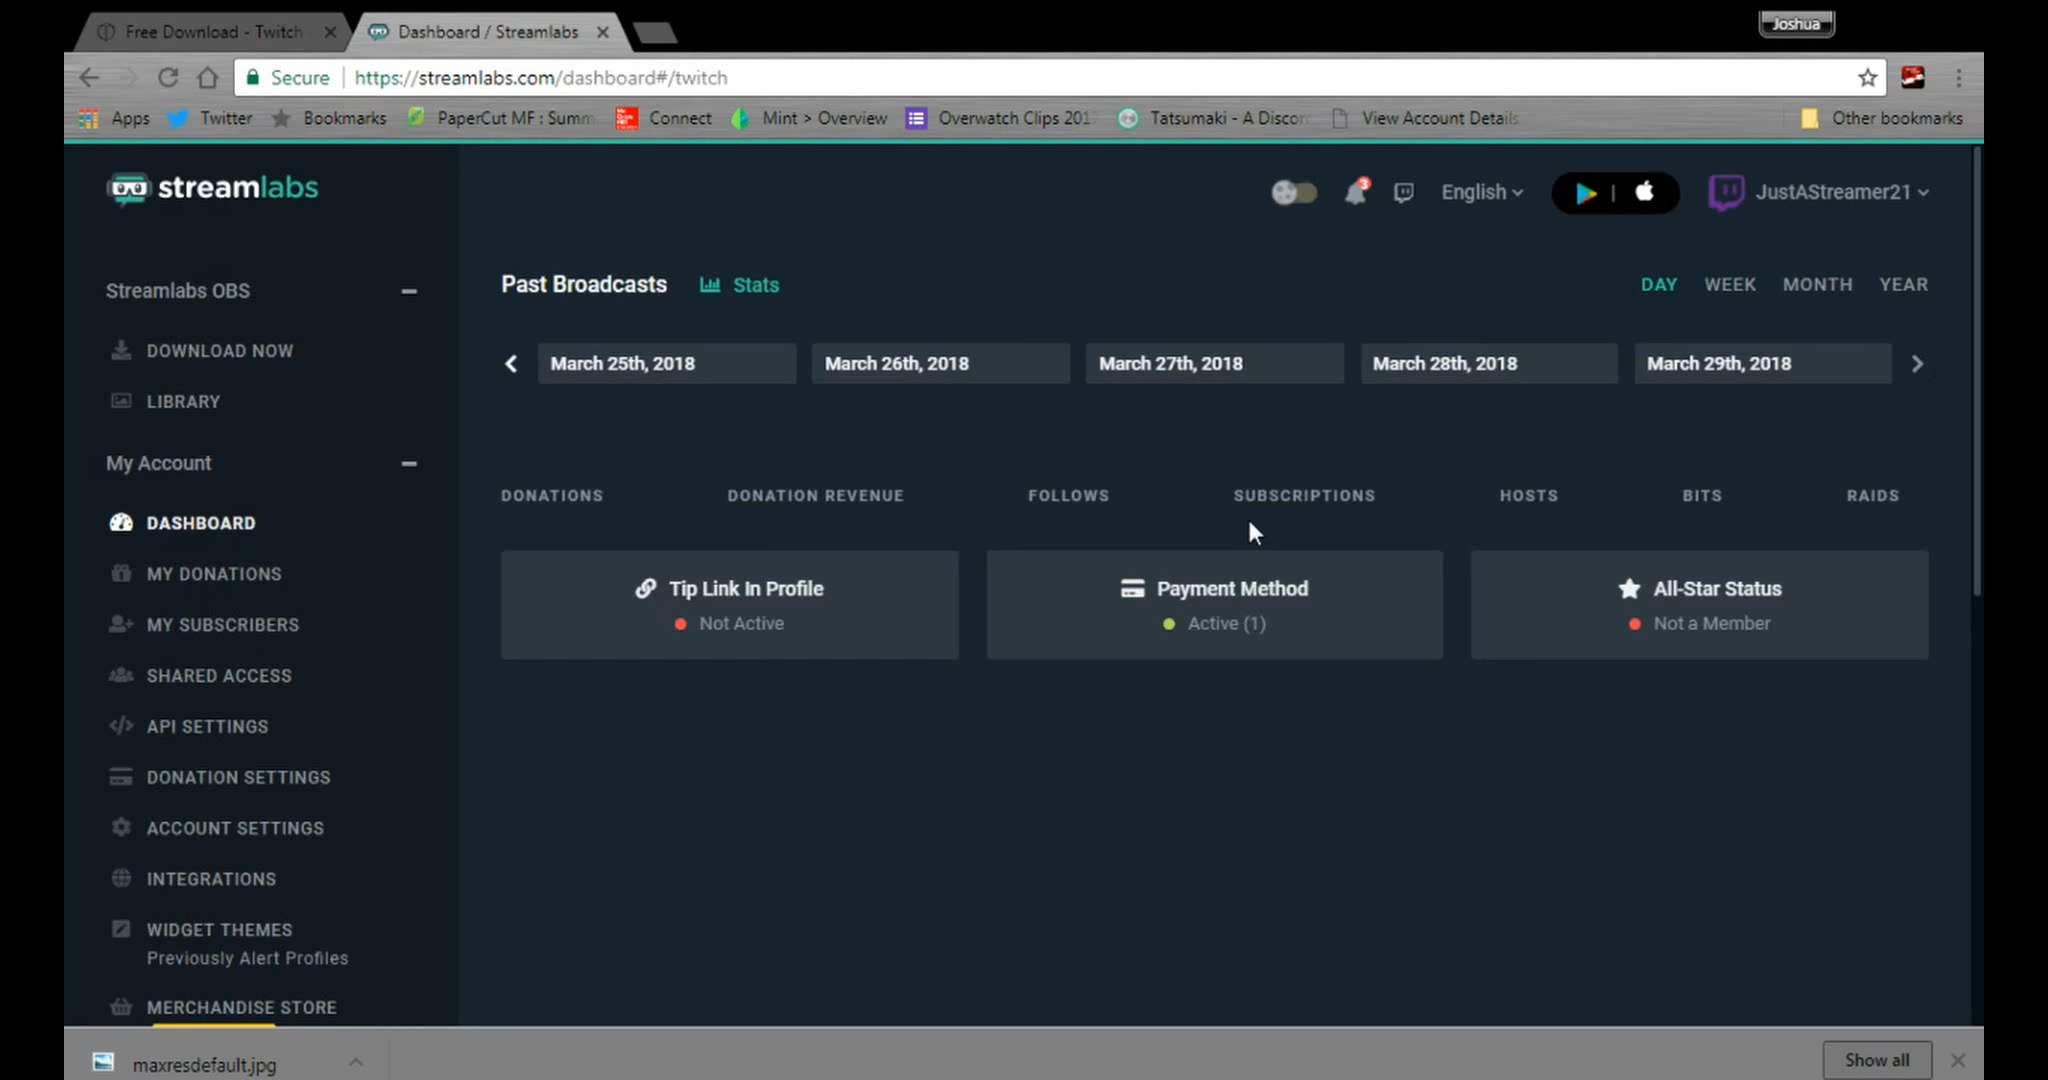 Free Download - Twitch
Dashboard / Streamlabs
Joshua
Secure
https://streamlabs.com/dashboard#/twitch
Apps
Twitter
Bookmarks
PaperCut MF : Summ
Connect
Mint > Overview
Overwatch Clips 201
Tatsumaki - A Discor
View Account Details
Other bookmarks
streamlabs
3
English
JustAStreamer21
Streamlabs OBS
DOWNLOAD NOW
LIBRARY
My Account
DASHBOARD
MY DONATIONS
MY SUBSCRIBERS
SHARED ACCESS
API SETTINGS
DONATION SETTINGS
ACCOUNT SETTINGS
INTEGRATIONS
WIDGET THEMES
Previously Alert Profiles
MERCHANDISE STORE
Past Broadcasts
Stats
DAY WEEK MONTH YEAR
March 25th, 2018
March 26th, 2018
March 27th, 2018
March 28th, 2018
March 29th, 2018
DONATIONS DONATION REVENUE FOLLOWS SUBSCRIPTIONS HOSTS BITS RAIDS
Tip Link In Profile
Not Active
Payment Method
Active (1)
All-Star Status
Not a Member
maxresdefault.jpg
Show all